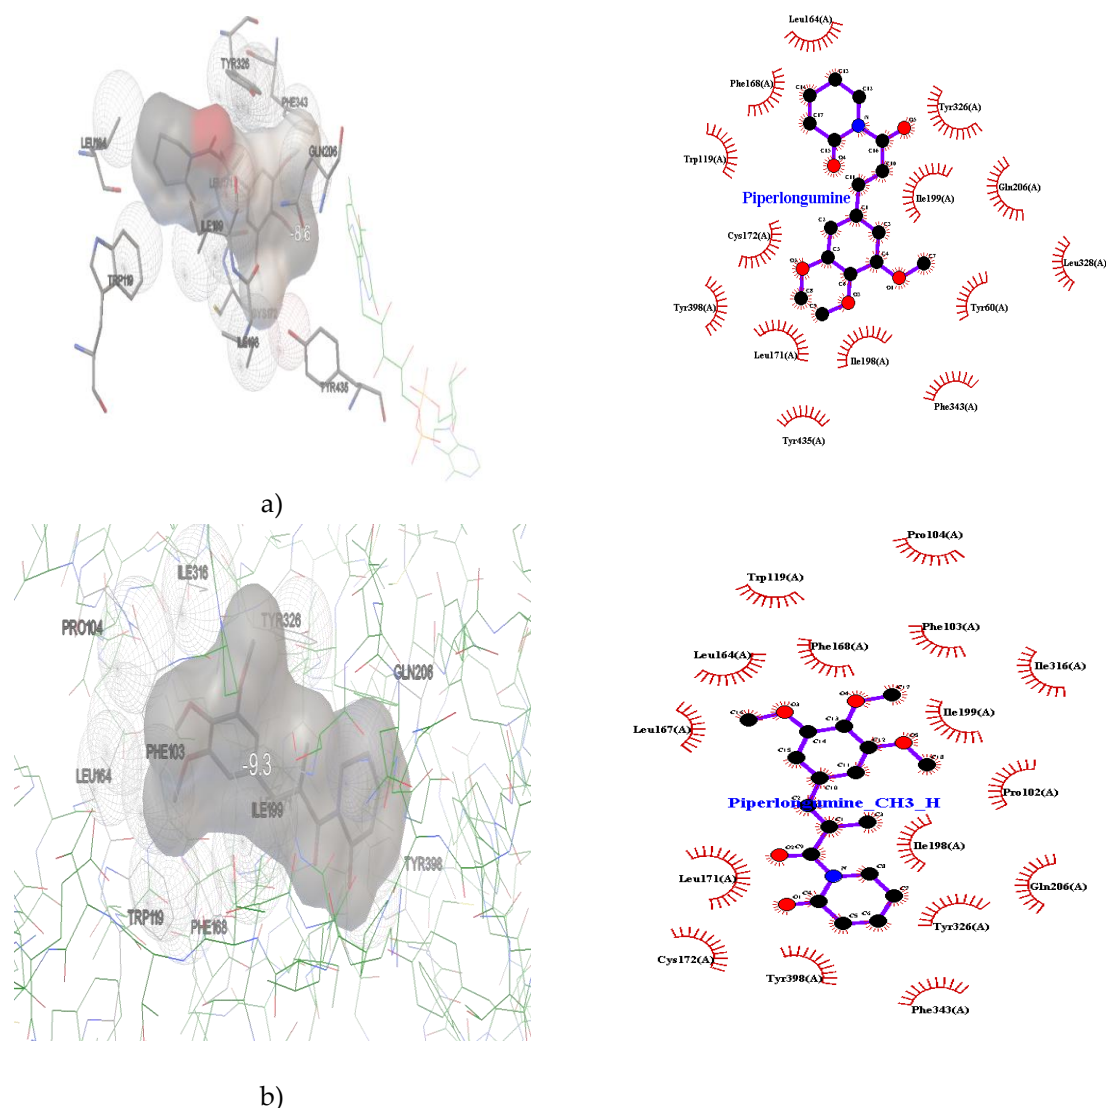 TYR326
PHE343
LEU164
GLN206
ILE199
-8.6
TRP119
ILE198
TYR435
Leu164(A)
Phe168(A)
Tyr326(A)
Trp119(A)
Gln206(A)
Piperlongumine
Ile199(A)
Cys172(A)
Leu328(A)
Tyr398(A)
Tyr60(A)
Leu171(A)
Ile198(A)
Phe343(A)
Tyr435(A)
a)
ILE316
PRO104
TYR326
GLN206
PHE103
-9.3
LEU164
ILE199
TYR398
TRP119
PHE168
Pro104(A)
Trp119(A)
Phe103(A)
Leu164(A)
Phe168(A)
Ile316(A)
Ile199(A)
Leu167(A)
Pro102(A)
Piperlongumine_CH3_H
Ile198(A)
Leu171(A)
Gln206(A)
Tyr326(A)
Cys172(A)
Tyr398(A)
Phe343(A)
b)